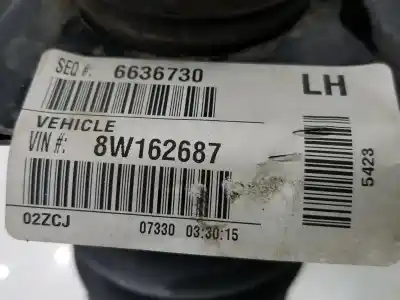 SEQ #: 6636730
LH
VEHICLE
VIN #: 8W162687
5423
02ZCJ 07330 03:30:15